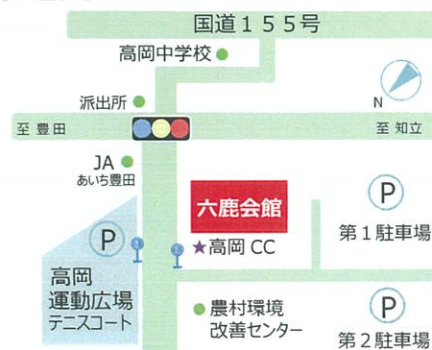 国道１５５号
高岡中学校
派出所
N
至 豊田
至 知立
JA
あいち豊田
六鹿会館
P
P
★高岡 CC
第１駐車場
高岡
運動広場
テニスコート
農村環境
改善センター
P
第２駐車場